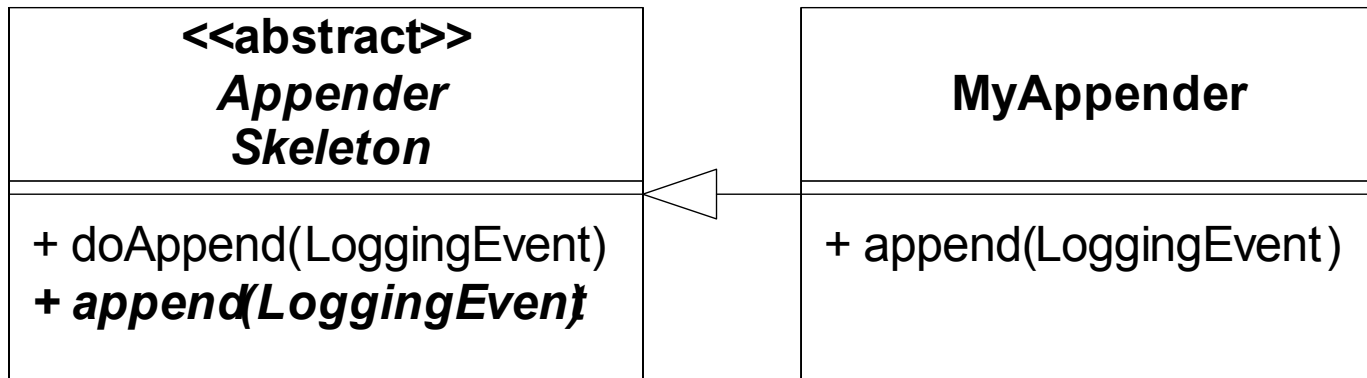 <<abstract>>
Appender
Skeleton
+ doAppend(LoggingEvent)
+ append(LoggingEvent)
MyAppender
+ append(LoggingEvent)